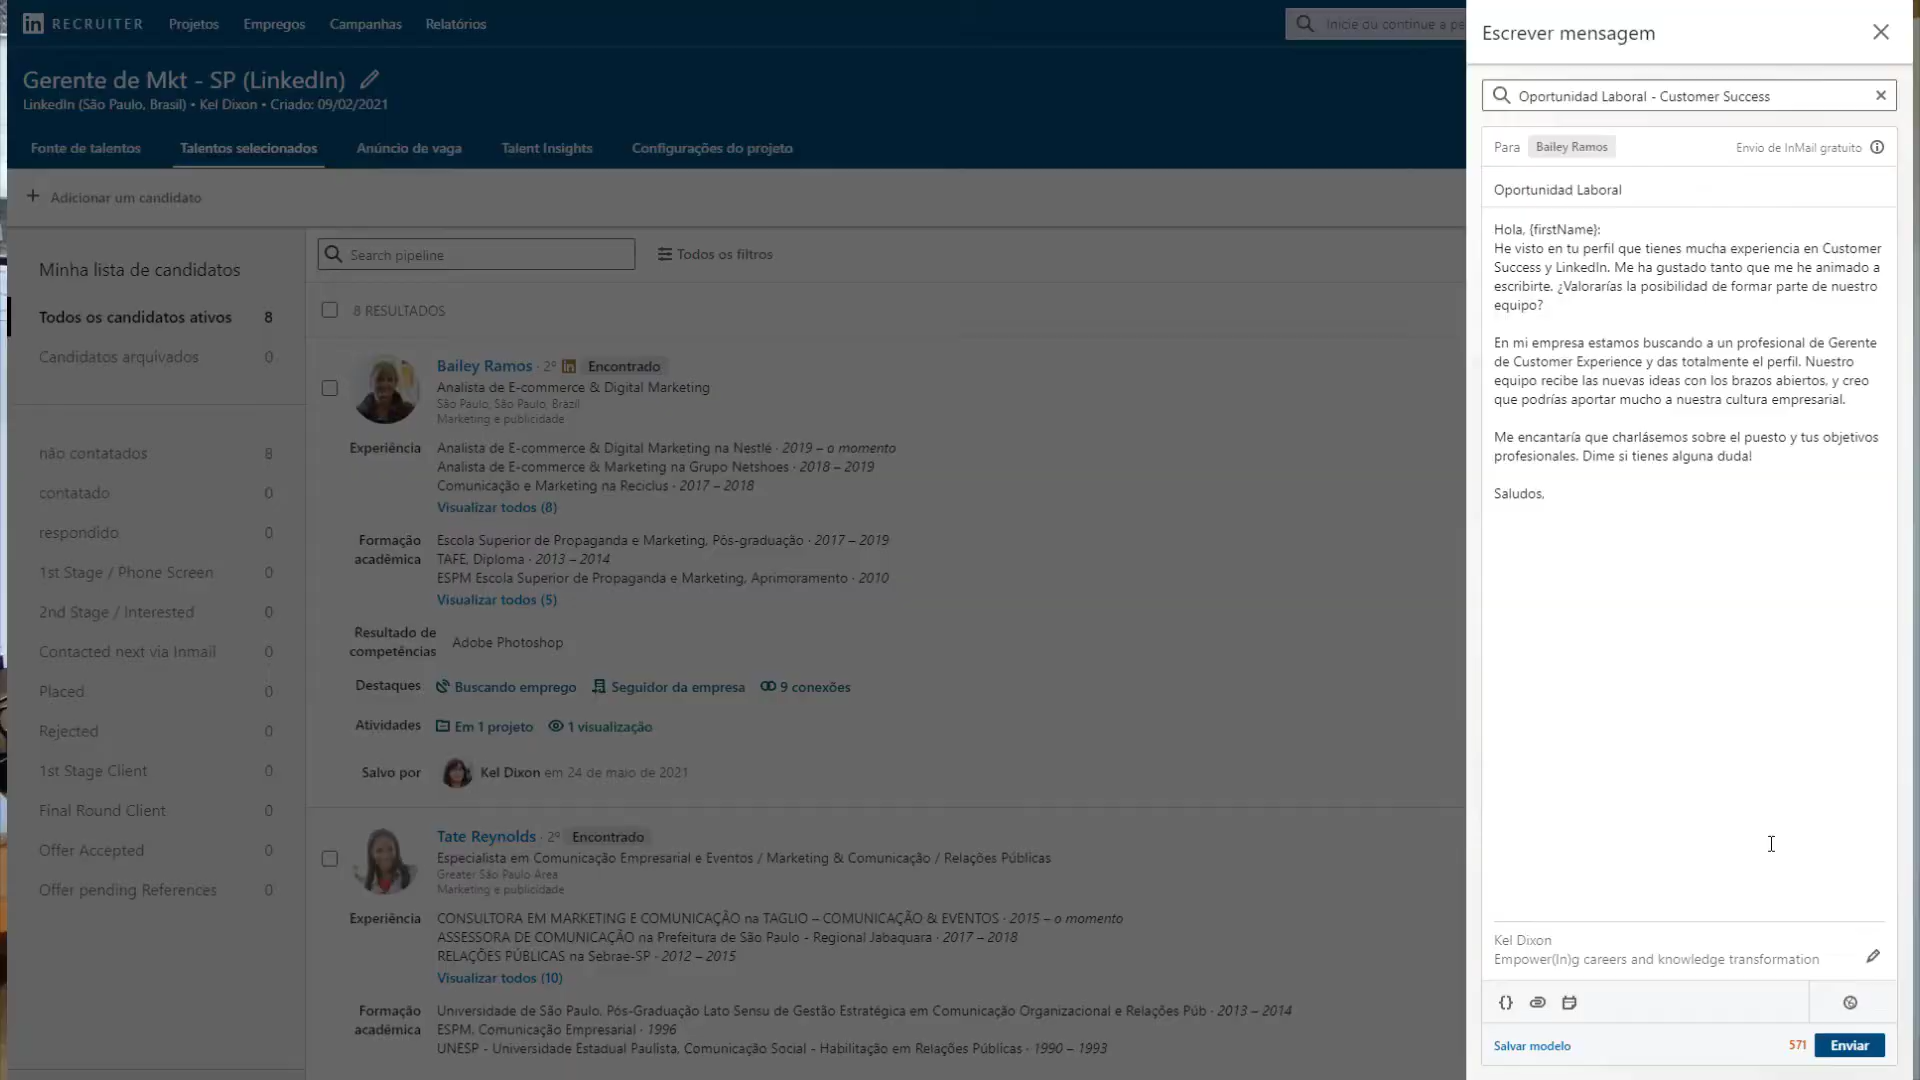 in RECRUITER
Projetos
Empregos
Campanhas
Relatórios
Inicie ou continue a pe
Gerente de Mkt - SP (LinkedIn)
LinkedIn (São Paulo, Brasil) • Kel Dixon • Criado: 09/02/2021
Fonte de talentos
Talentos selecionados
Anúncio de vaga
Talent Insights
Configurações do projeto
+ Adicionar um candidato
Minha lista de candidatos
Todos os candidatos ativos 8
Candidatos arquivados 0
não contatados 8
contatado 0
respondido 0
1st Stage / Phone Screen 0
2nd Stage / Interested 0
Contacted next via Inmail 0
Placed 0
Rejected 0
1st Stage Client 0
Final Round Client 0
Offer Accepted 0
Offer pending References 0
Search pipeline
Todos os filtros
8 RESULTADOS
Bailey Ramos · 2º in Encontrado
Analista de E-commerce & Digital Marketing
São Paulo, São Paulo, Brazil
Marketing e publicidade
Experiência
Analista de E-commerce & Digital Marketing na Nestlé · 2019 – o momento
Analista de E-commerce & Marketing na Grupo Netshoes · 2018 – 2019
Comunicação e Marketing na Reciclus · 2017 – 2018
Visualizar todos (8)
Formação
acadêmica
Escola Superior de Propaganda e Marketing, Pós-graduação · 2017 – 2019
TAFE, Diploma · 2013 – 2014
ESPM Escola Superior de Propaganda e Marketing, Aprimoramento · 2010
Visualizar todos (5)
Resultado de
competências
Adobe Photoshop
Destaques
Buscando emprego
Seguidor da empresa
9 conexões
Atividades
Em 1 projeto
1 visualização
Salvo por
Kel Dixon em 24 de maio de 2021
Tate Reynolds · 2º Encontrado
Especialista em Comunicação Empresarial e Eventos / Marketing & Comunicação / Relações Públicas
Greater São Paulo Area
Marketing e publicidade
Experiência
CONSULTORA EM MARKETING E COMUNICAÇÃO na TAGLIO – COMUNICAÇÃO & EVENTOS · 2015 – o momento
ASSESSORA DE COMUNICAÇÃO na Prefeitura de São Paulo - Regional Jabaquara · 2017 – 2018
RELAÇÕES PÚBLICAS na Sebrae-SP · 2012 – 2015
Visualizar todos (10)
Formação
acadêmica
Universidade de São Paulo, Pós-Graduação Lato Sensu de Gestão Estratégica em Comunicação Organizacional e Relações Púb · 2013 – 2014
ESPM, Comunicação Empresarial · 1996
UNESP - Universidade Estadual Paulista, Comunicação Social - Habilitação em Relações Públicas · 1990 – 1993
Escrever mensagem
Oportunidad Laboral - Customer Success
Para Bailey Ramos
Envio de InMail gratuito
Oportunidad Laboral
Hola, {firstName}:
He visto en tu perfil que tienes mucha experiencia en Customer
Success y LinkedIn. Me ha gustado tanto que me he animado a
escribirte. ¿Valorarías la posibilidad de formar parte de nuestro
equipo?
En mi empresa estamos buscando a un profesional de Gerente
de Customer Experience y das totalmente el perfil. Nuestro
equipo recibe las nuevas ideas con los brazos abiertos, y creo
que podrías aportar mucho a nuestra cultura empresarial.
Me encantaría que charlásemos sobre el puesto y tus objetivos
profesionales. Dime si tienes alguna duda!
Saludos,
Kel Dixon
Empower(In)g careers and knowledge transformation
{}
Salvar modelo
571
Enviar